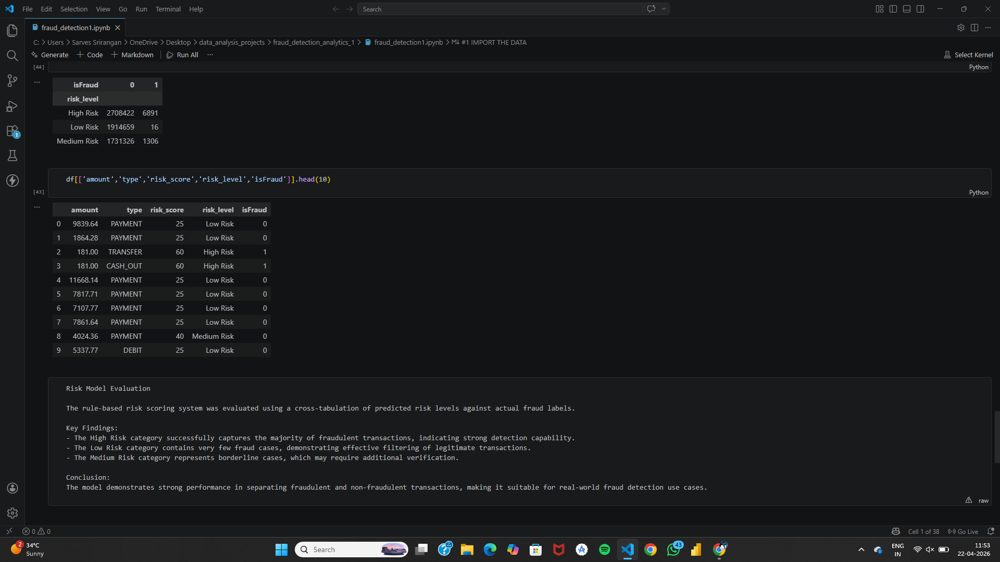 File Edit Selection View Go Run Terminal Help
Search
fraud_detection1.ipynb
C: > Users > Sarves Srirangan > OneDrive > Desktop > data_analysis_projects > fraud_detection_analytics_1 > fraud_detection1.ipynb > M↓ #1 IMPORT THE DATA
Generate + Code + Markdown Run All ...
Select Kernel
[44]
Python
isFraud 0 1
risk_level
High Risk 2708422 6891
Low Risk 1914659 16
Medium Risk 1731326 1306
df[['amount','type','risk_score','risk_level','isFraud']].head(10)
[43]
Python
amount type risk_score risk_level isFraud
0 9839.64 PAYMENT 25 Low Risk 0
1 1864.28 PAYMENT 25 Low Risk 0
2 181.00 TRANSFER 60 High Risk 1
3 181.00 CASH_OUT 60 High Risk 1
4 11668.14 PAYMENT 25 Low Risk 0
5 7817.71 PAYMENT 25 Low Risk 0
6 7107.77 PAYMENT 25 Low Risk 0
7 7861.64 PAYMENT 25 Low Risk 0
8 4024.36 PAYMENT 40 Medium Risk 0
9 5337.77 DEBIT 25 Low Risk 0
Risk Model Evaluation
The rule-based risk scoring system was evaluated using a cross-tabulation of predicted risk levels against actual fraud labels.
Key Findings:
- The High Risk category successfully captures the majority of fraudulent transactions, indicating strong detection capability.
- The Low Risk category contains very few fraud cases, demonstrating effective filtering of legitimate transactions.
- The Medium Risk category represents borderline cases, which may require additional verification.
Conclusion:
The model demonstrates strong performance in separating fraudulent and non-fraudulent transactions, making it suitable for real-world fraud detection use cases.
raw
1
0 0
Cell 1 of 38
Go Live
2
34°C
Sunny
Search
43
ENG
IN
11:53
22-04-2026